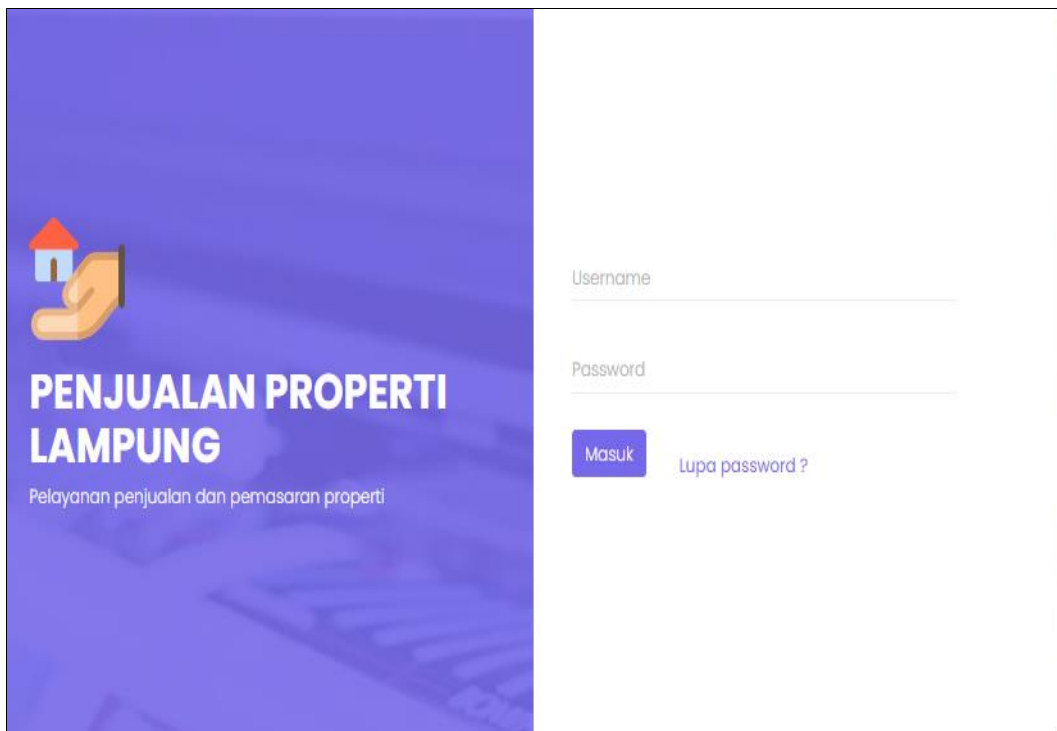 PENJUALAN PROPERTI
LAMPUNG
Pelayanan penjualan dan pemasaran properti
Username
Password
Masuk
Lupa password ?